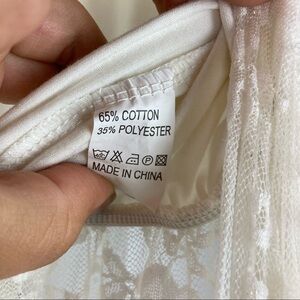 65% COTTON
35% POLYESTER
MADE IN CHINA